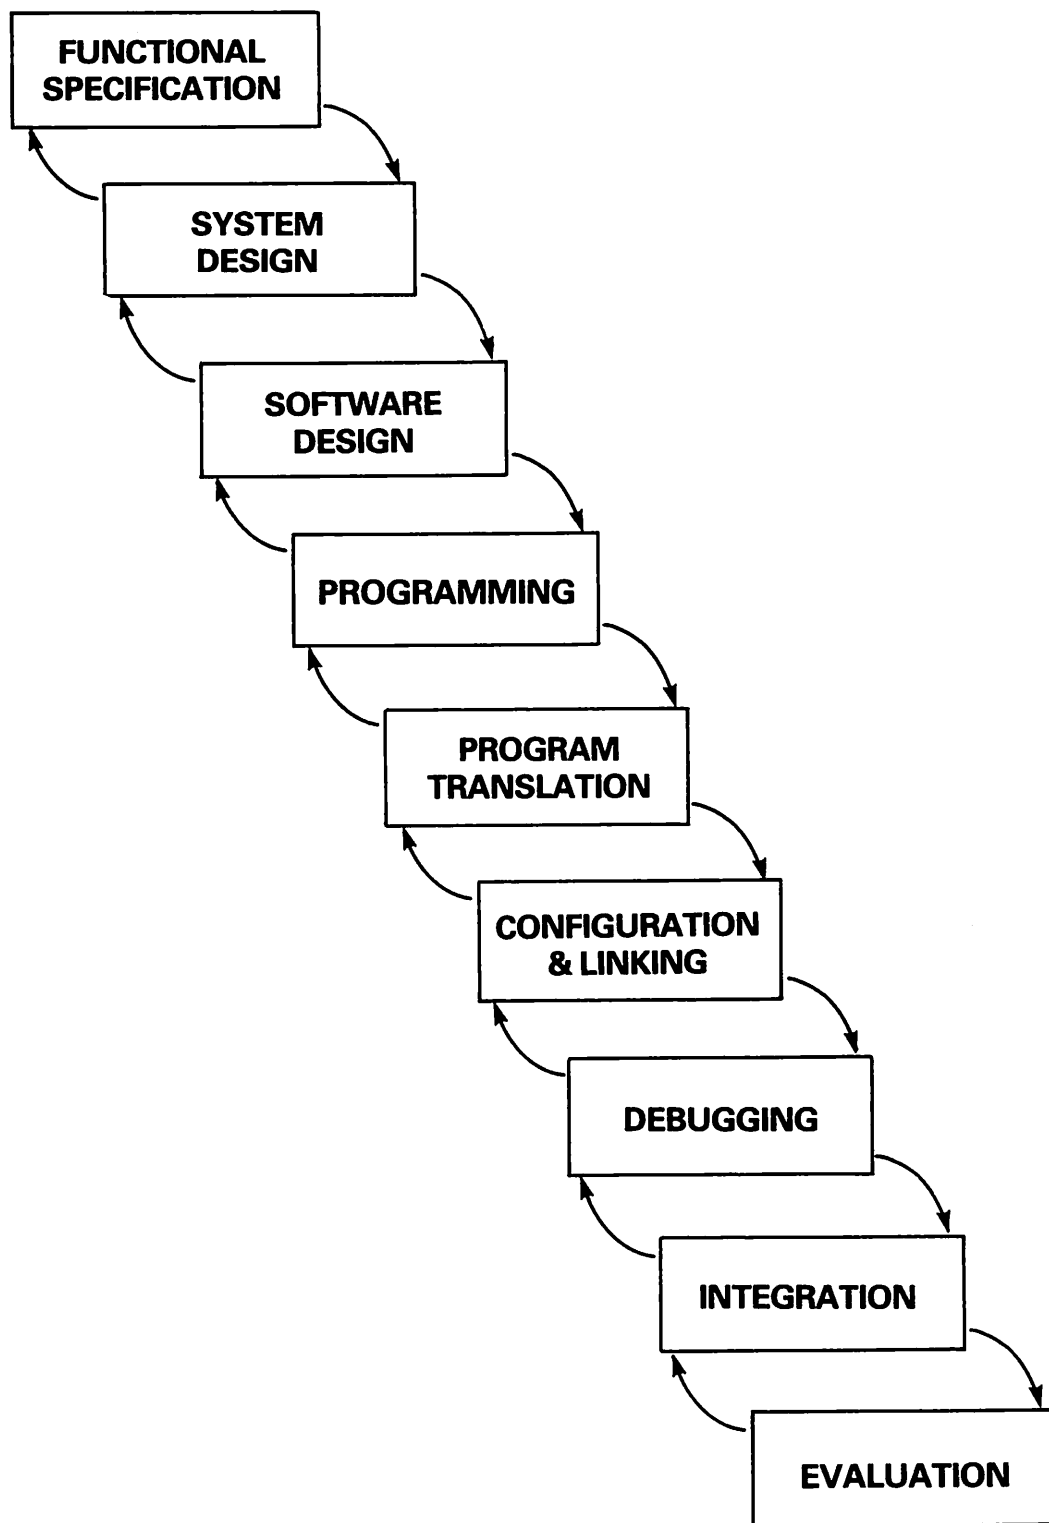 FUNCTIONAL
SPECIFICATION
SYSTEM
DESIGN
SOFTWARE
DESIGN
PROGRAMMING
PROGRAM
TRANSLATION
CONFIGURATION
& LINKING
DEBUGGING
INTEGRATION
EVALUATION